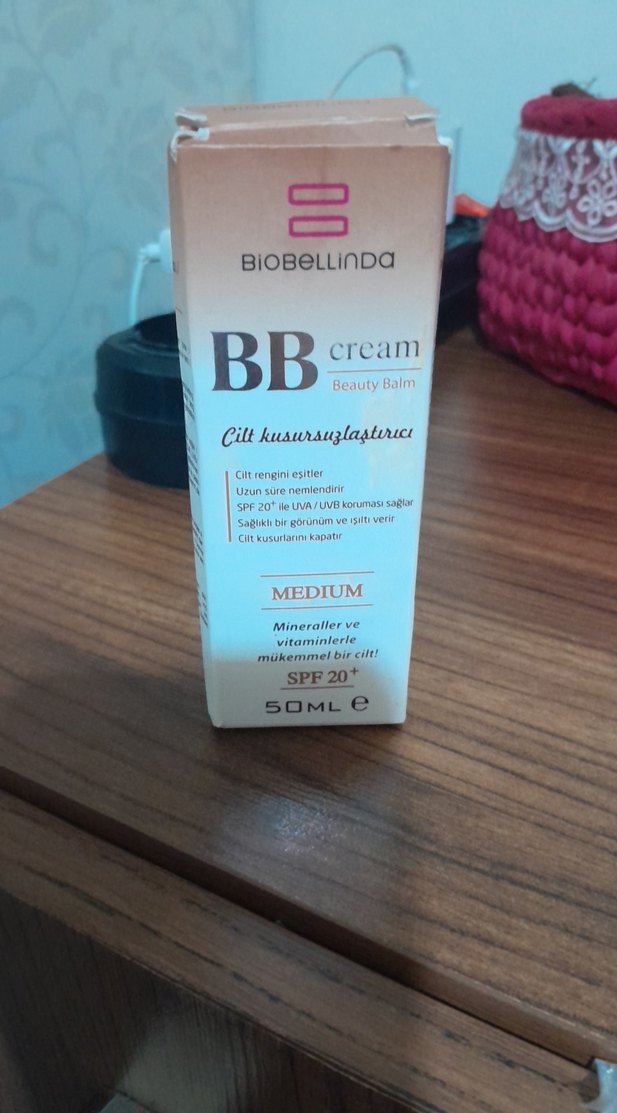 BIOBELLINDA
BB cream
Beauty Balm
Cilt kusursuzlaştırıcı
Cilt rengini eşitler
Uzun süre nemlendirir
SPF 20⁺ ile UVA / UVB koruması sağlar
Sağlıklı bir görünüm ve ışıltı verir
Cilt kusurlarını kapatır
MEDIUM
Mineraller ve
vitaminlerle
mükemmel bir cilt!
SPF 20⁺
50ML e